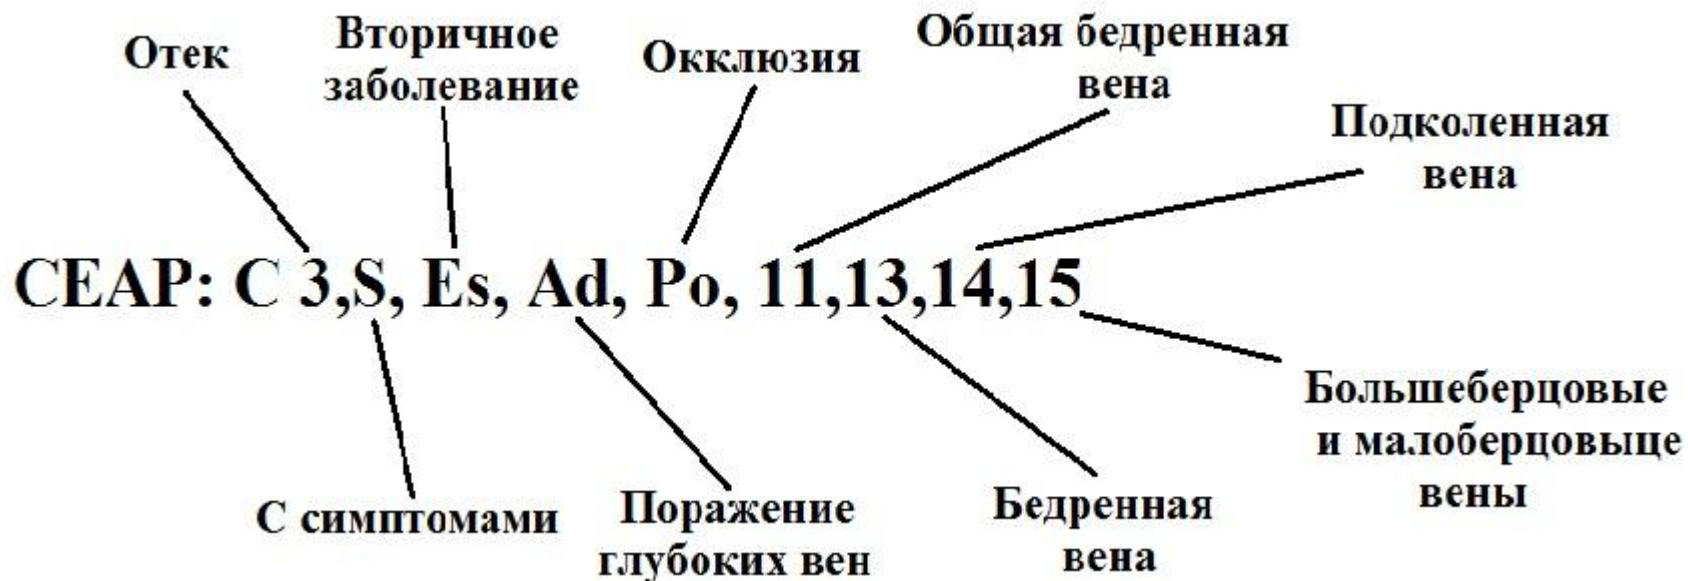 Отек
Вторичное
заболевание
Окклюзия
Общая бедренная
вена
Подколенная
вена
CEAP: C 3,S, Es, Ad, Po, 11,13,14,15
С симптомами
Поражение
глубоких вен
Бедренная
вена
Большеберцовые
и малоберцовыце
вены